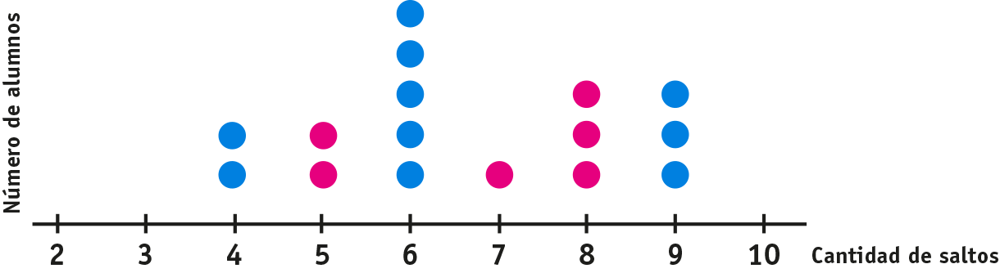 Número de alumnos
2 3 4 5 6 7 8 9 10 Cantidad de saltos